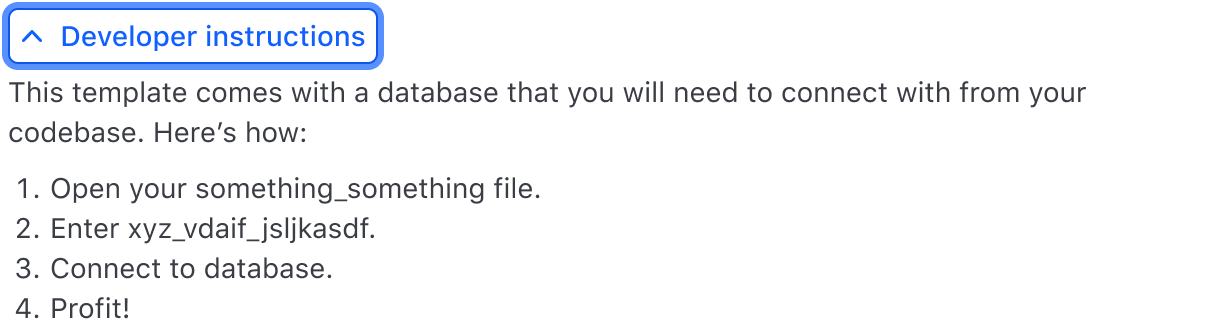 Developer instructions
This template comes with a database that you will need to connect with from your
codebase. Here’s how:
1. Open your something_something file.
2. Enter xyz_vdaif_jsljkasdf.
3. Connect to database.
4. Profit!